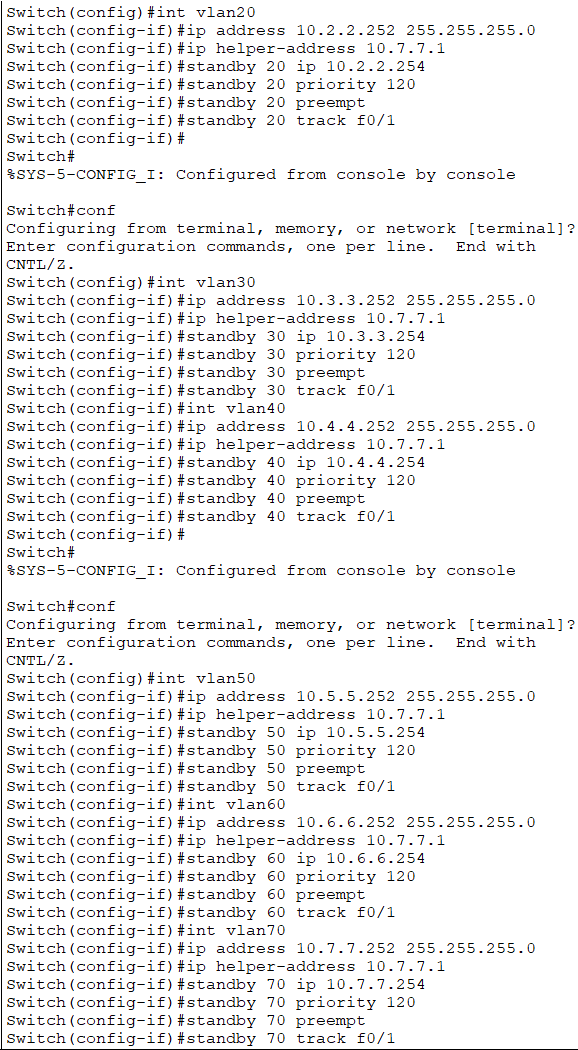 Switch(config)#int vlan20
Switch(config-if)#ip address 10.2.2.252 255.255.255.0
Switch(config-if)#ip helper-address 10.7.7.1
Switch(config-if)#standby 20 ip 10.2.2.254
Switch(config-if)#standby 20 priority 120
Switch(config-if)#standby 20 preempt
Switch(config-if)#standby 20 track f0/1
Switch(config-if)#
Switch#
%SYS-5-CONFIG_I: Configured from console by console
Switch#conf
Configuring from terminal, memory, or network [terminal]?
Enter configuration commands, one per line.  End with
CNTL/Z.
Switch(config)#int vlan30
Switch(config-if)#ip address 10.3.3.252 255.255.255.0
Switch(config-if)#ip helper-address 10.7.7.1
Switch(config-if)#standby 30 ip 10.3.3.254
Switch(config-if)#standby 30 priority 120
Switch(config-if)#standby 30 preempt
Switch(config-if)#standby 30 track f0/1
Switch(config-if)#int vlan40
Switch(config-if)#ip address 10.4.4.252 255.255.255.0
Switch(config-if)#ip helper-address 10.7.7.1
Switch(config-if)#standby 40 ip 10.4.4.254
Switch(config-if)#standby 40 priority 120
Switch(config-if)#standby 40 preempt
Switch(config-if)#standby 40 track f0/1
Switch(config-if)#
Switch#
%SYS-5-CONFIG_I: Configured from console by console
Switch#conf
Configuring from terminal, memory, or network [terminal]?
Enter configuration commands, one per line.  End with
CNTL/Z.
Switch(config)#int vlan50
Switch(config-if)#ip address 10.5.5.252 255.255.255.0
Switch(config-if)#ip helper-address 10.7.7.1
Switch(config-if)#standby 50 ip 10.5.5.254
Switch(config-if)#standby 50 priority 120
Switch(config-if)#standby 50 preempt
Switch(config-if)#standby 50 track f0/1
Switch(config-if)#int vlan60
Switch(config-if)#ip address 10.6.6.252 255.255.255.0
Switch(config-if)#ip helper-address 10.7.7.1
Switch(config-if)#standby 60 ip 10.6.6.254
Switch(config-if)#standby 60 priority 120
Switch(config-if)#standby 60 preempt
Switch(config-if)#standby 60 track f0/1
Switch(config-if)#int vlan70
Switch(config-if)#ip address 10.7.7.252 255.255.255.0
Switch(config-if)#ip helper-address 10.7.7.1
Switch(config-if)#standby 70 ip 10.7.7.254
Switch(config-if)#standby 70 priority 120
Switch(config-if)#standby 70 preempt
Switch(config-if)#standby 70 track f0/1